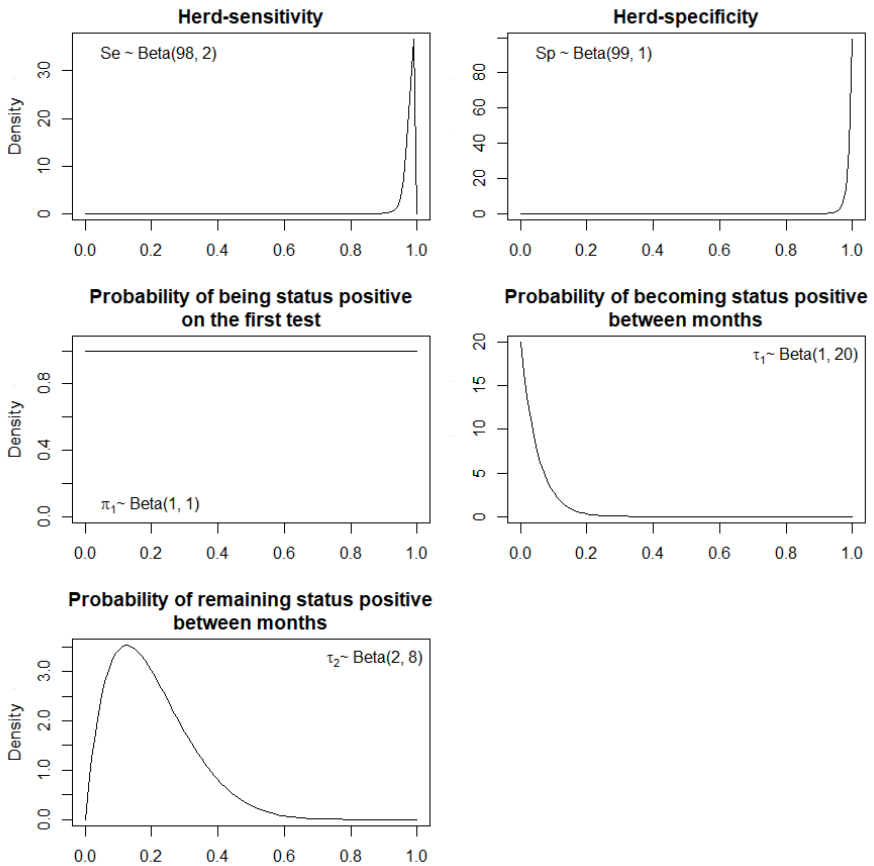 Herd-sensitivity
Se ~ Beta(98, 2)
Density
0 10 20 30
0.0 0.2 0.4 0.6 0.8 1.0
Herd-specificity
Sp ~ Beta(99, 1)
0 20 40 60 80
0.0 0.2 0.4 0.6 0.8 1.0
Probability of being status positive
on the first test
π1~ Beta(1, 1)
Density
0.0 0.4 0.8
0.0 0.2 0.4 0.6 0.8 1.0
Probability of becoming status positive
between months
τ1~ Beta(1, 20)
0 5 10 15 20
0.0 0.2 0.4 0.6 0.8 1.0
Probability of remaining status positive
between months
τ2~ Beta(2, 8)
Density
0.0 1.0 2.0 3.0
0.0 0.2 0.4 0.6 0.8 1.0